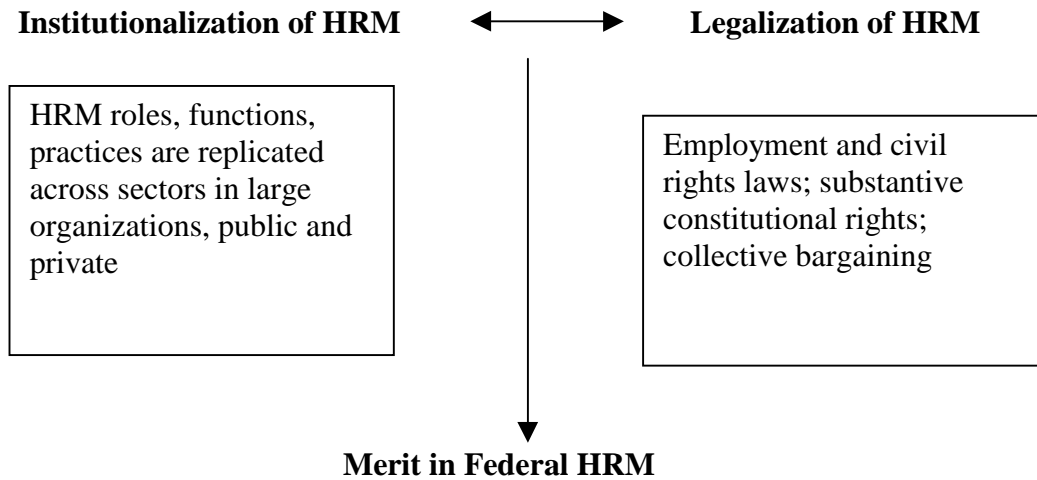 Institutionalization of HRM
Legalization of HRM
HRM roles, functions,
practices are replicated
across sectors in large
organizations, public and
private
Employment and civil
rights laws; substantive
constitutional rights;
collective bargaining
Merit in Federal HRM